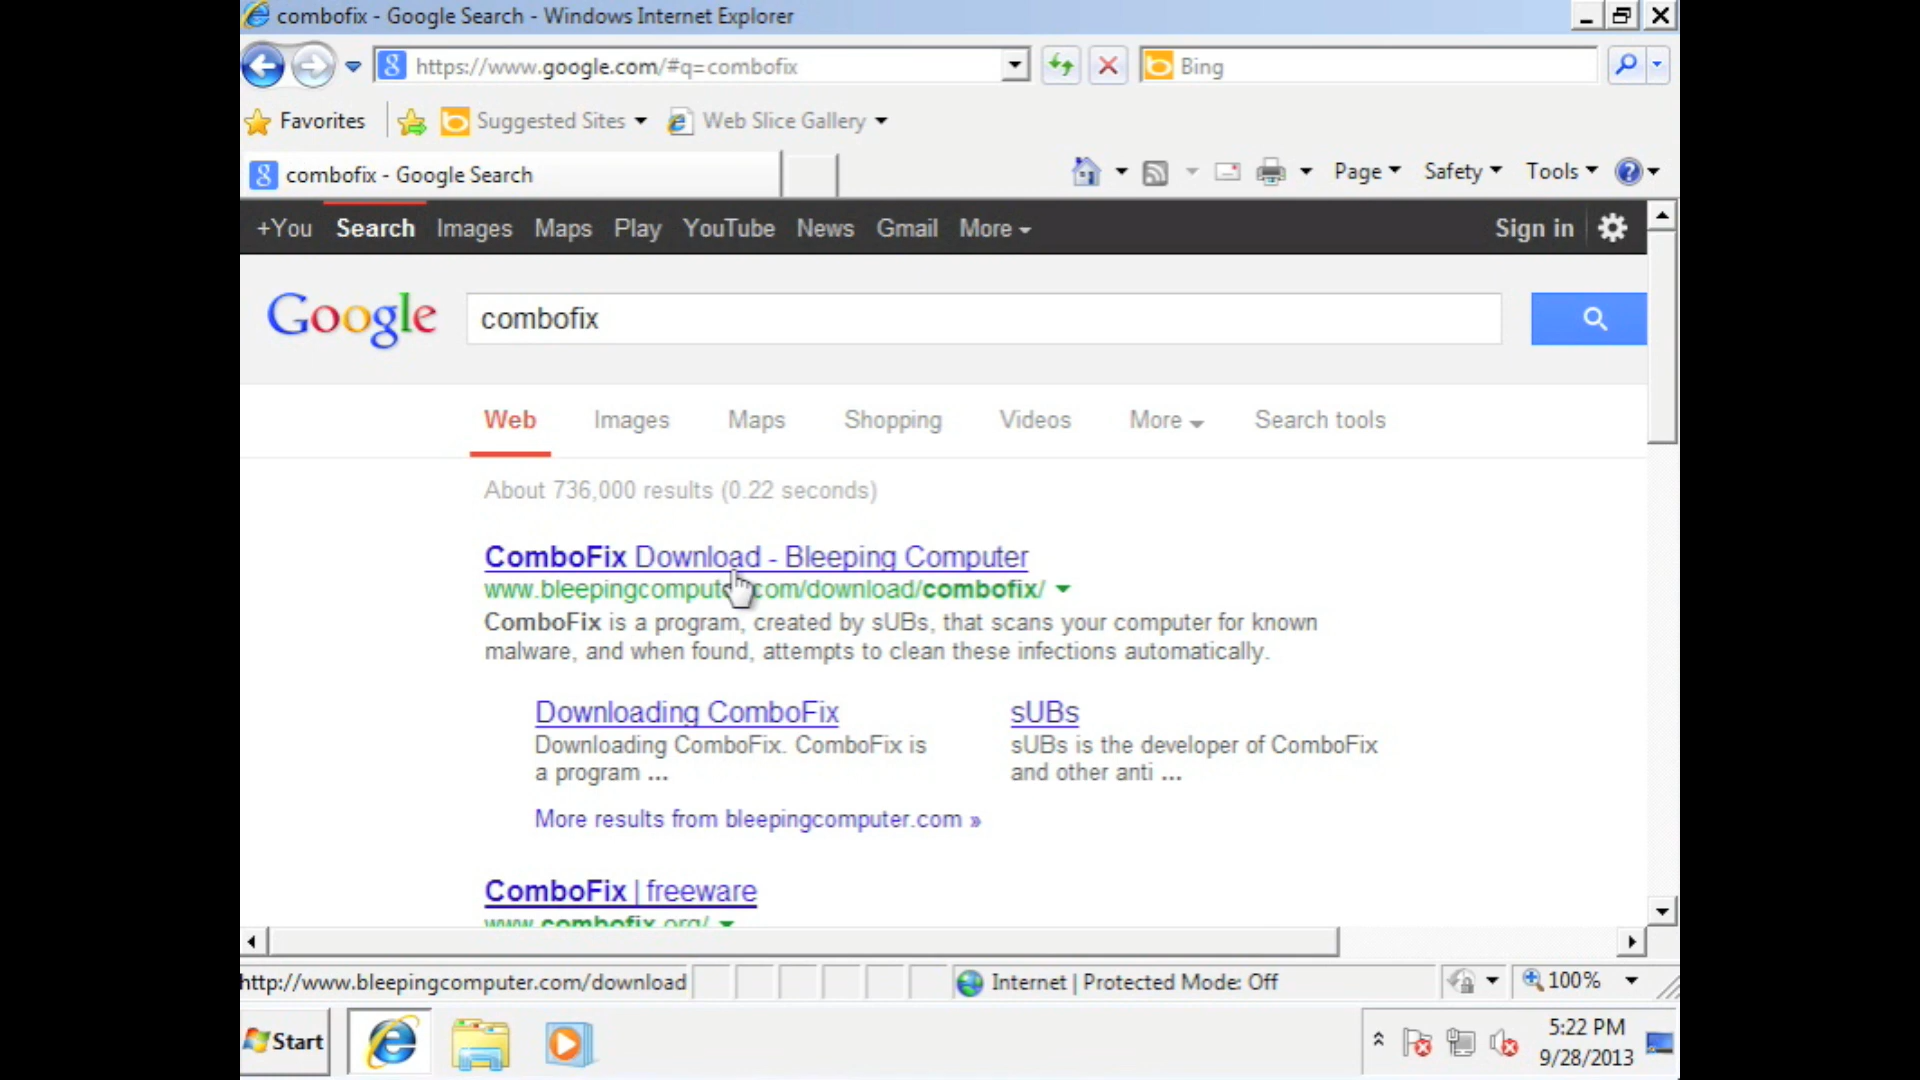 combofix - Google Search - Windows Internet Explorer
https://www.google.com/#q=combofix
Bing
Favorites
Suggested Sites
Web Slice Gallery
combofix - Google Search
Page
Safety
Tools
+You Search Images Maps Play YouTube News Gmail More
Sign in
Google
combofix
Web Images Maps Shopping Videos More Search tools
About 736,000 results (0.22 seconds)
ComboFix Download - Bleeping Computer
www.bleepingcomputer.com/download/combofix/
ComboFix is a program, created by sUBs, that scans your computer for known
malware, and when found, attempts to clean these infections automatically.
Downloading ComboFix
Downloading ComboFix. ComboFix is
a program ...
sUBs
sUBs is the developer of ComboFix
and other anti ...
More results from bleepingcomputer.com »
ComboFix | freeware
www.combofix.org/
http://www.bleepingcomputer.com/download
Internet | Protected Mode: Off
100%
Start
5:22 PM
9/28/2013